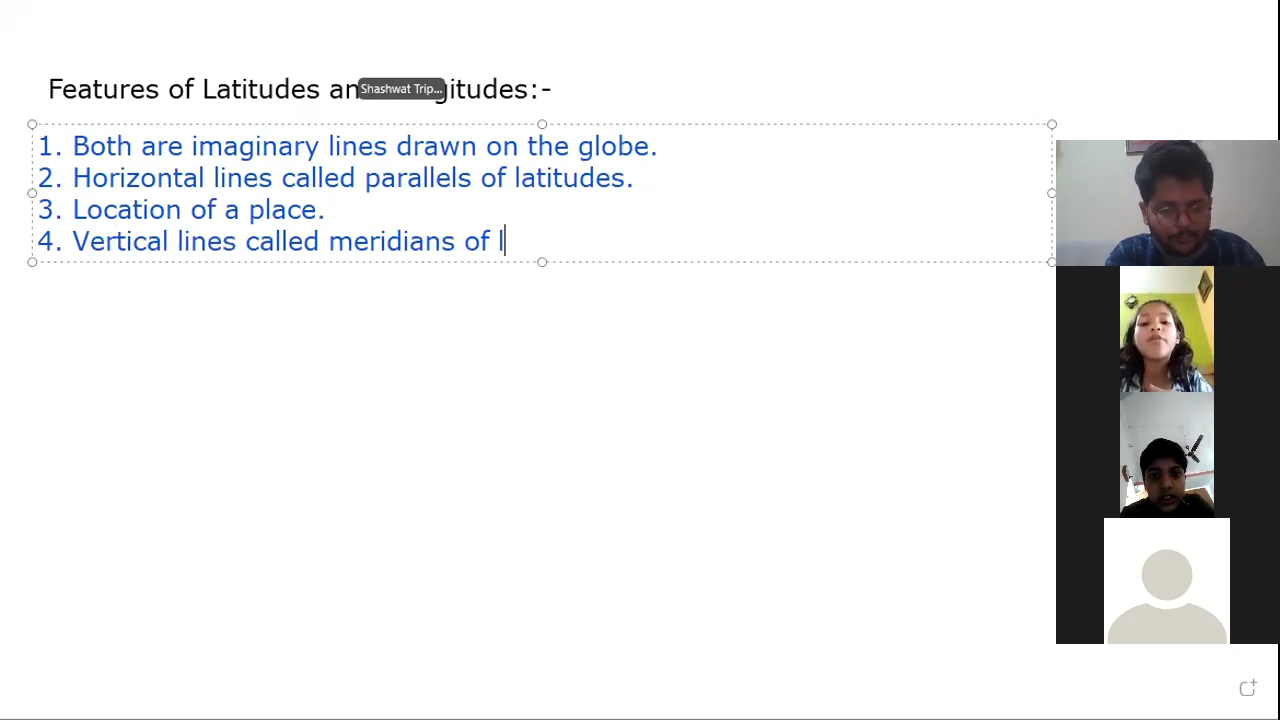 Features of Latitudes an gitudes:-
Shashwat Trip...
1. Both are imaginary lines drawn on the globe.
2. Horizontal lines called parallels of latitudes.
3. Location of a place.
4. Vertical lines called meridians of l